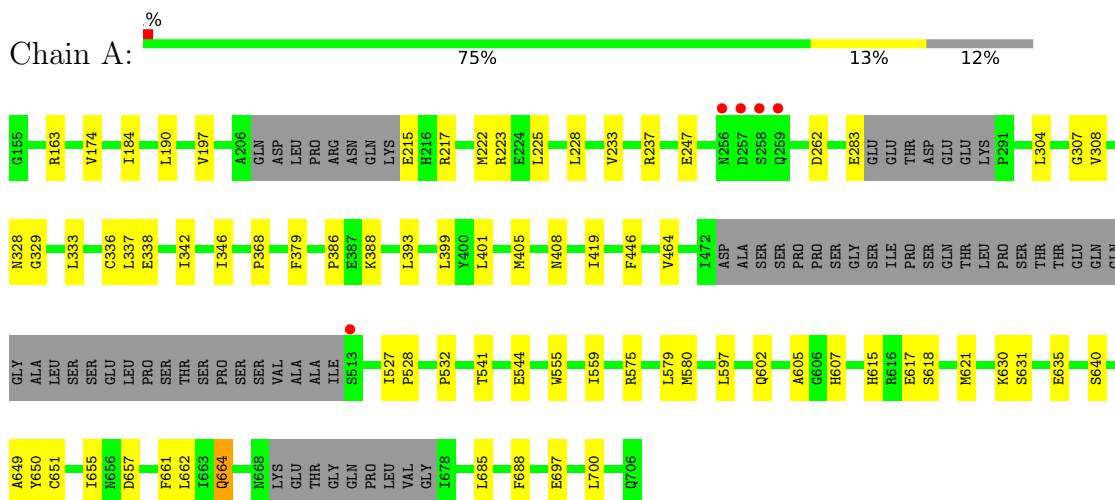 .%
Chain A:
75% 13% 12%
G155 R163 V174 I184 L190 V197 A206 GLN ASP LEU PRO ARG ASN GLN LYS E215 H216 R217 M222 R223 E224 L225 L228 V233 R237 E247 N256 D257 S258 Q259 D262 E283 GLU GLU THR ASP GLU GLU LYS P291 L304 G307 V308
N328 G329 L333 C336 L337 E338 I342 I346 P368 F379 P386 E387 K388 L393 L399 Y400 L401 M405 N408 I419 F446 V464 I472 ASP ALA SER SER PRO PRO SER GLY SER ILE PRO SER GLN THR LEU PRO SER THR THR GLU GLN GLN
GLY ALA LEU SER SER GLU LEU PRO SER THR SER PRO SER SER VAL ALA ALA ILE S513 I527 P528 P532 T541 E544 W555 I559 R575 L579 M580 L597 Q602 A605 G606 H607 H615 R616 E617 S618 M621 K630 S631 E635 S640
A649 Y650 C651 I655 N656 D657 F661 L662 I663 Q664 N668 LYS GLU THR GLY GLN PRO LEU VAL GLY I678 L685 F688 E697 L700 Q706